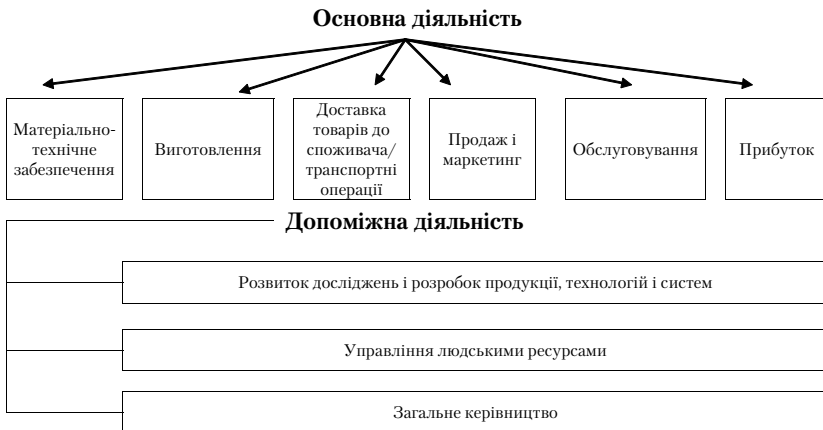 Основна діяльність
Матеріально-
технічне
забезпечення
Виготовлення
Доставка
товарів до
споживача/
транспортні
операції
Продаж і
маркетинг
Обслуговування
Прибуток
Допоміжна діяльність
Розвиток досліджень і розробок продукції, технологій і систем
Управління людськими ресурсами
Загальне керівництво